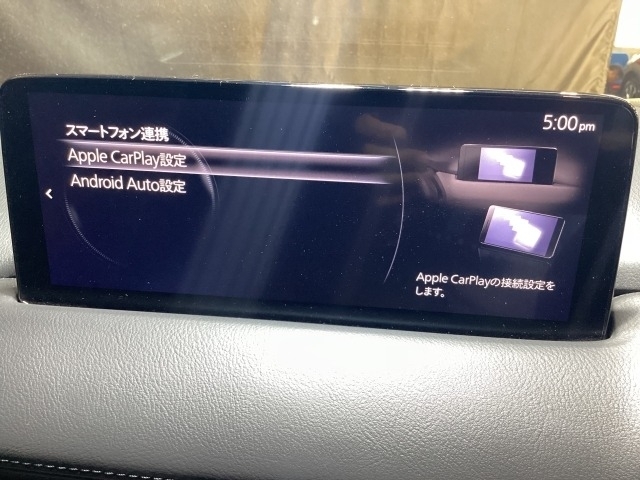 5:00pm
スマートフォン連携
Apple CarPlay設定
Android Auto設定
Apple CarPlayの接続設定を
します。